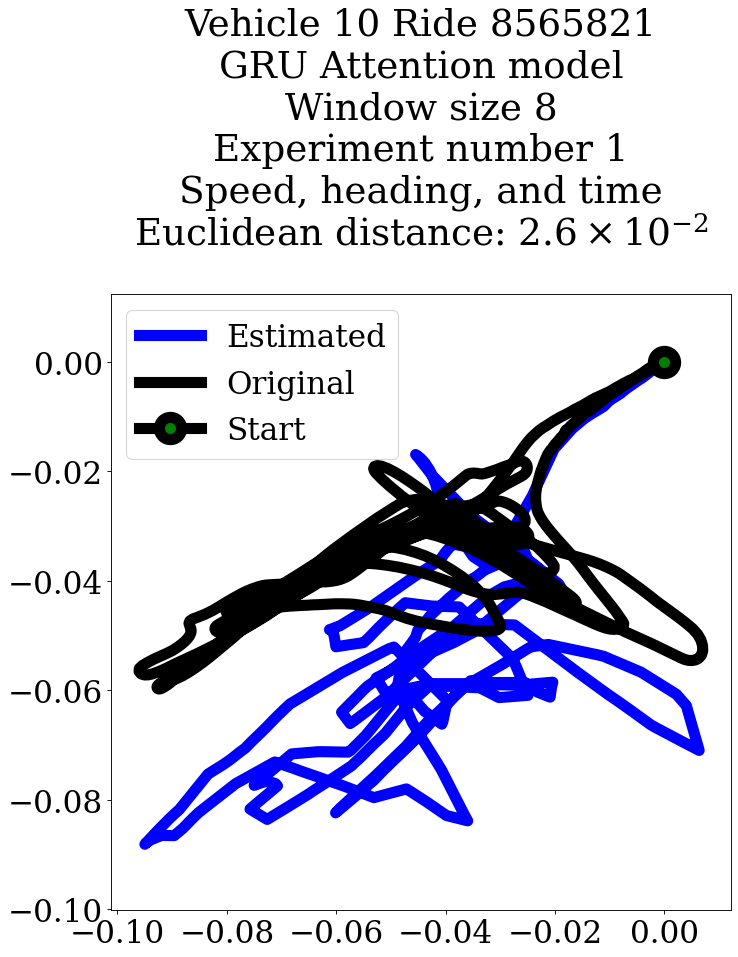 Vehicle 10 Ride 8565821
GRU Attention model
Window size 8
Experiment number 1
Speed, heading, and time
Euclidean distance: 2.6 × 10⁻²
Estimated
Original
Start
0.00
−0.02
−0.04
−0.06
−0.08
−0.10
−0.10 −0.08 −0.06 −0.04 −0.02 0.00